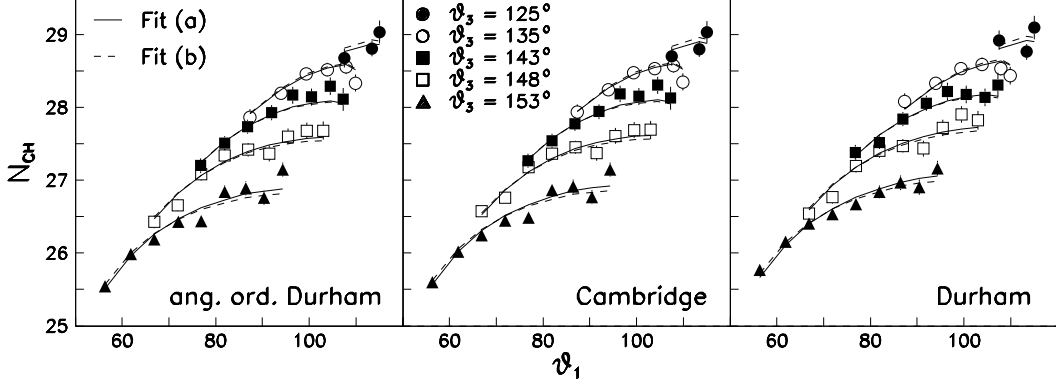 Fit (a)
Fit (b)
ϑ₃ = 125°
ϑ₃ = 135°
ϑ₃ = 143°
ϑ₃ = 148°
ϑ₃ = 153°
29
28
27
26
25
N_CH
ang. ord. Durham
Cambridge
Durham
60 80 100 60 80 100 60 80 100
ϑ₁